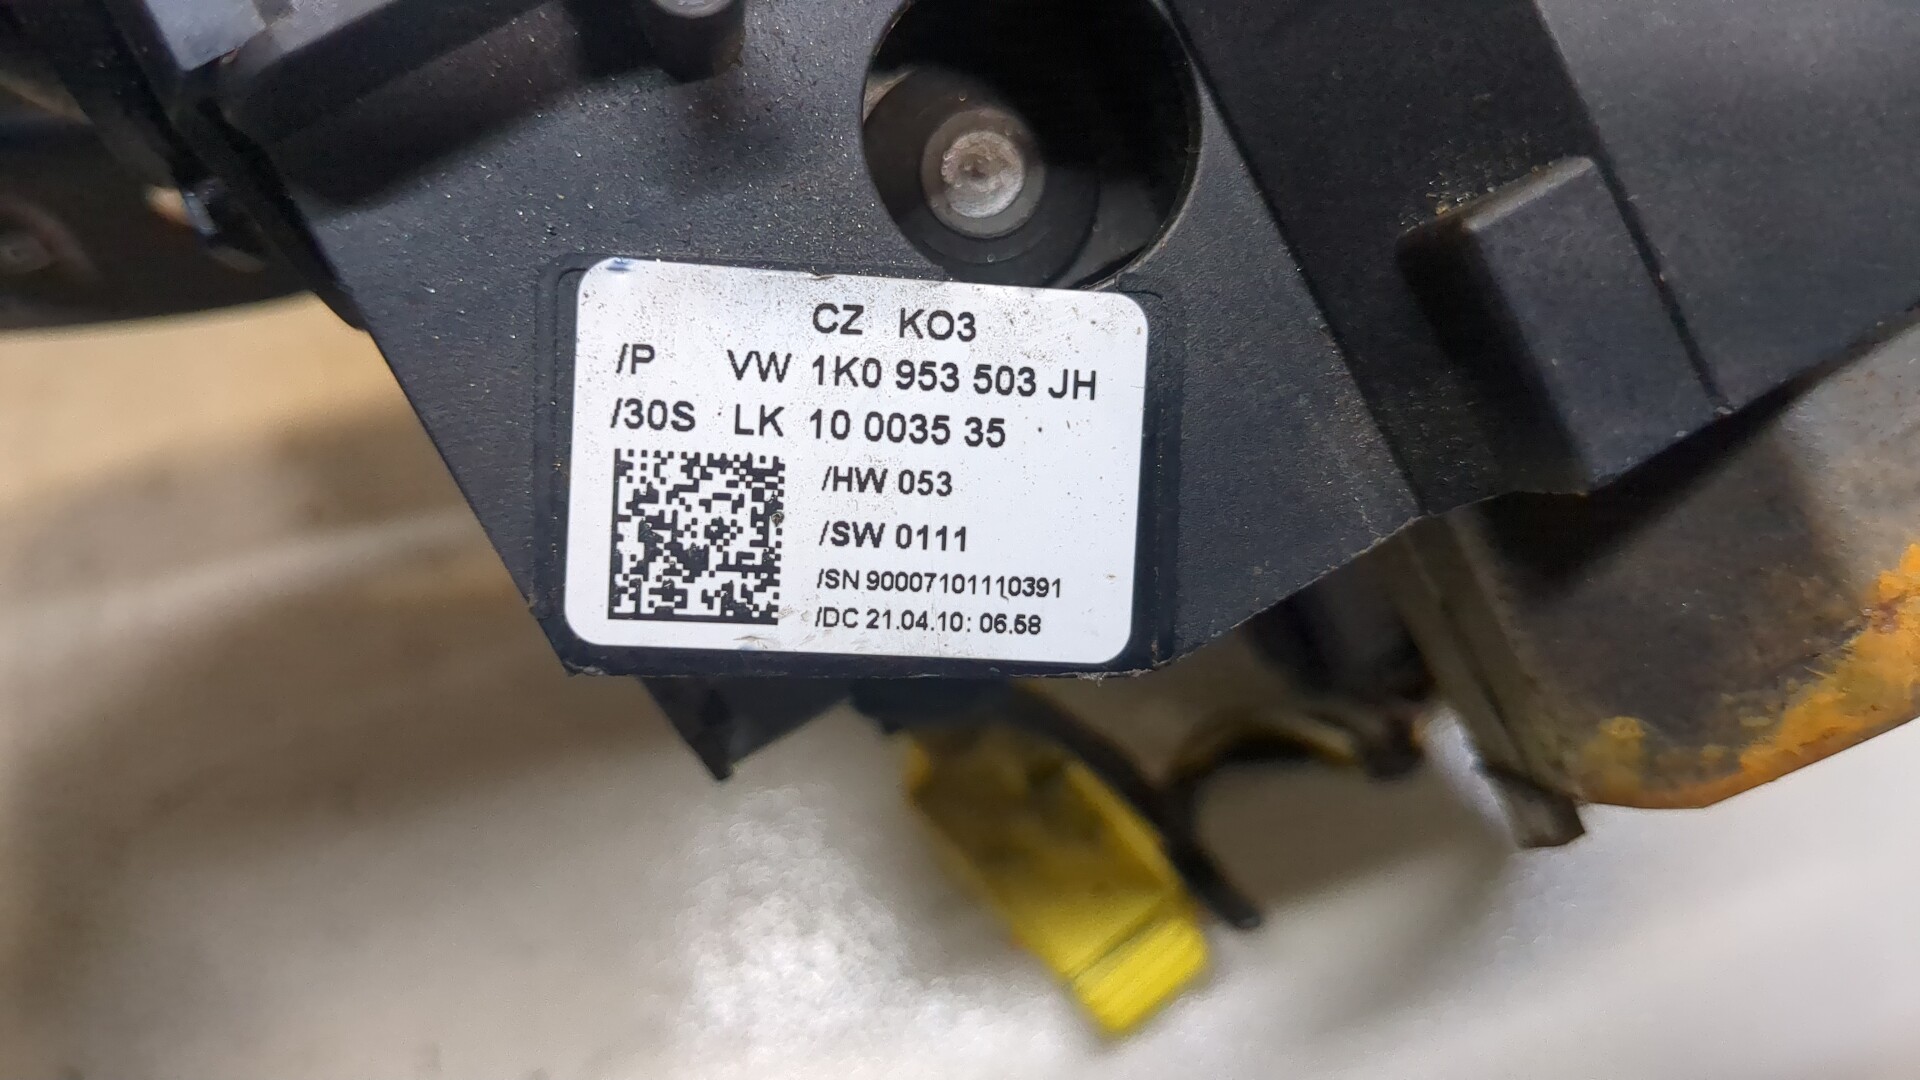 CZ KO3
/P VW 1K0 953 503 JH
/30S LK 10 0035 35
/HW 053
/SW 0111
/SN 90007101110391
/DC 21.04.10: 06.58